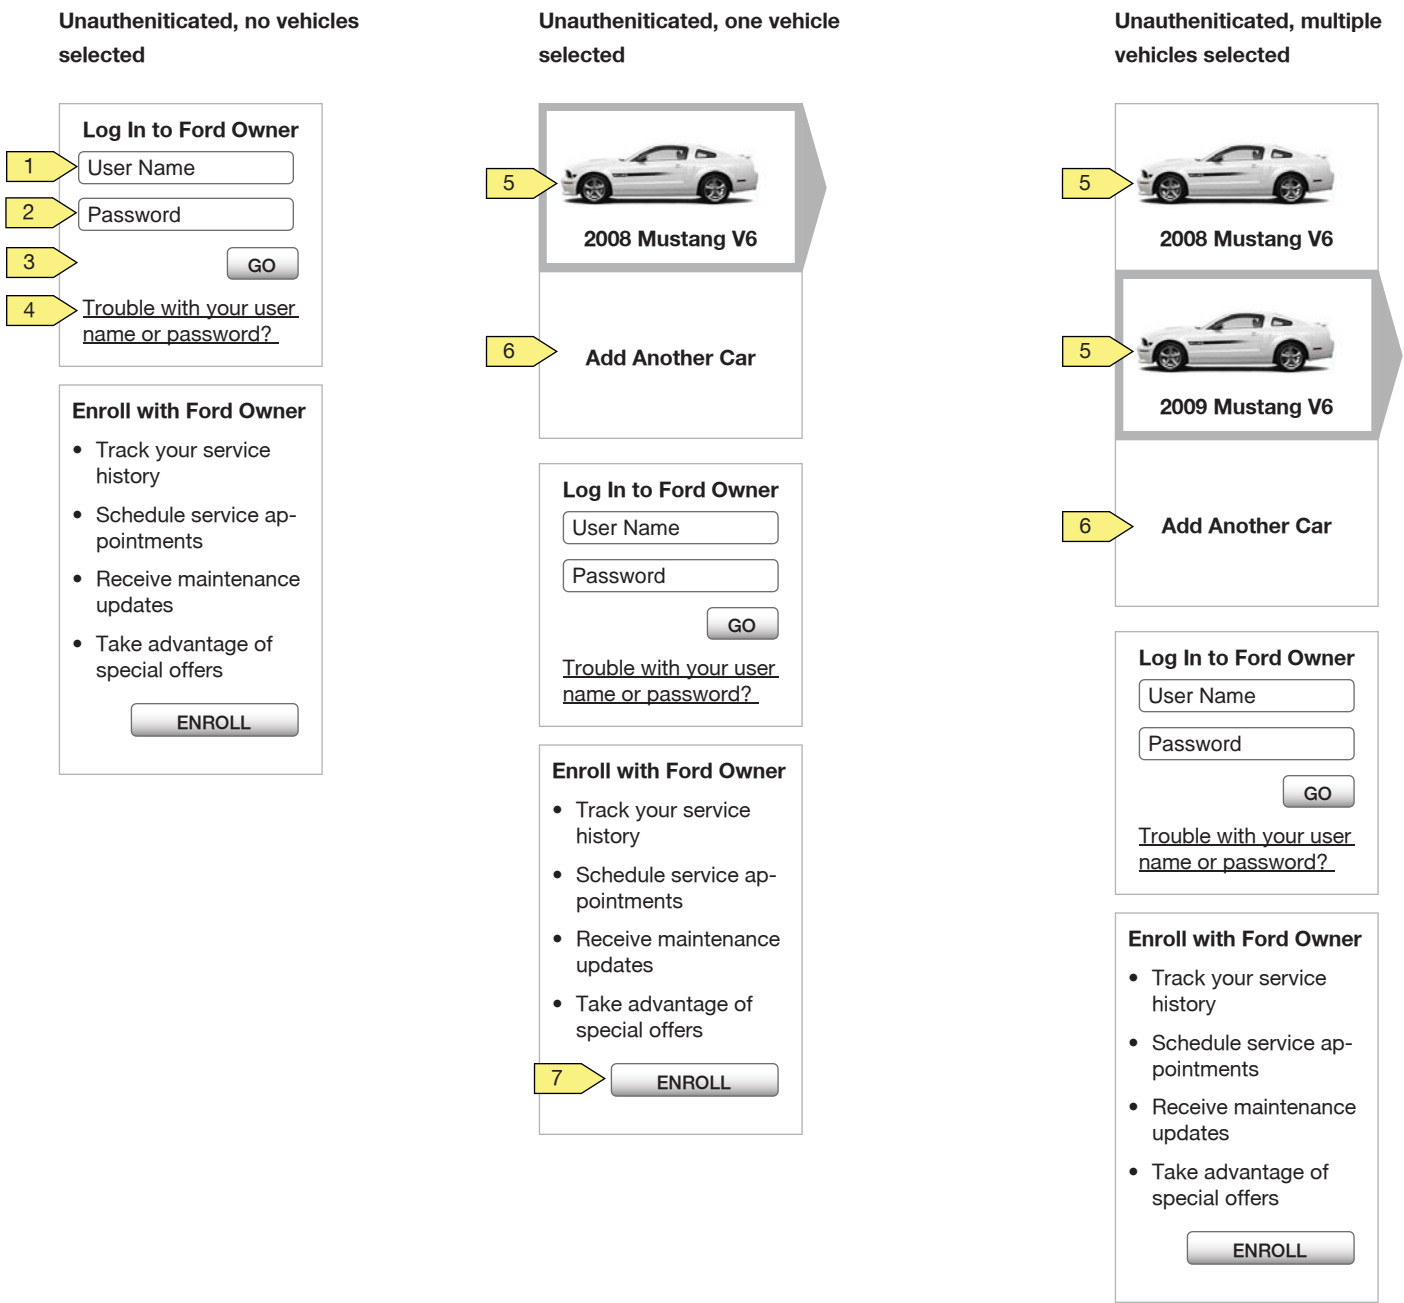 Unautheniticated, no vehicles
selected
Log In to Ford Owner
1
User Name
2
Password
3
GO
4
Trouble with your user
name or password?
Enroll with Ford Owner
• Track your service
history
• Schedule service ap-
pointments
• Receive maintenance
updates
• Take advantage of
special offers
ENROLL
Unautheniticated, one vehicle
selected
5
2008 Mustang V6
6
Add Another Car
Log In to Ford Owner
User Name
Password
GO
Trouble with your user
name or password?
Enroll with Ford Owner
• Track your service
history
• Schedule service ap-
pointments
• Receive maintenance
updates
• Take advantage of
special offers
7
ENROLL
Unautheniticated, multiple
vehicles selected
5
2008 Mustang V6
5
2009 Mustang V6
6
Add Another Car
Log In to Ford Owner
User Name
Password
GO
Trouble with your user
name or password?
Enroll with Ford Owner
• Track your service
history
• Schedule service ap-
pointments
• Receive maintenance
updates
• Take advantage of
special offers
ENROLL